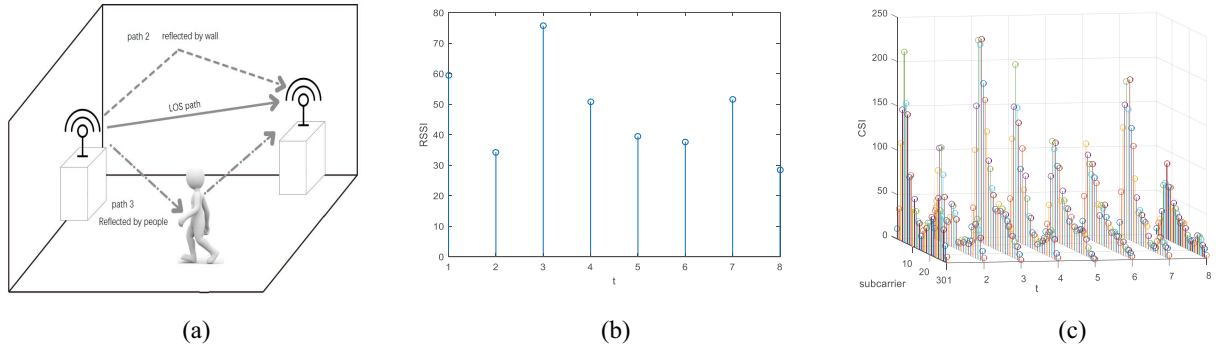 path 2
reflected by wall
LOS path
path 3
Reflected by people
(a)
80
70
60
50
40
30
20
10
0
RSSI
1 2 3 4 5 6 7 8
t
(b)
250
200
150
100
50
0
CSI
10
20
301 2 3 4 5 6 7 8
subcarrier
t
(c)